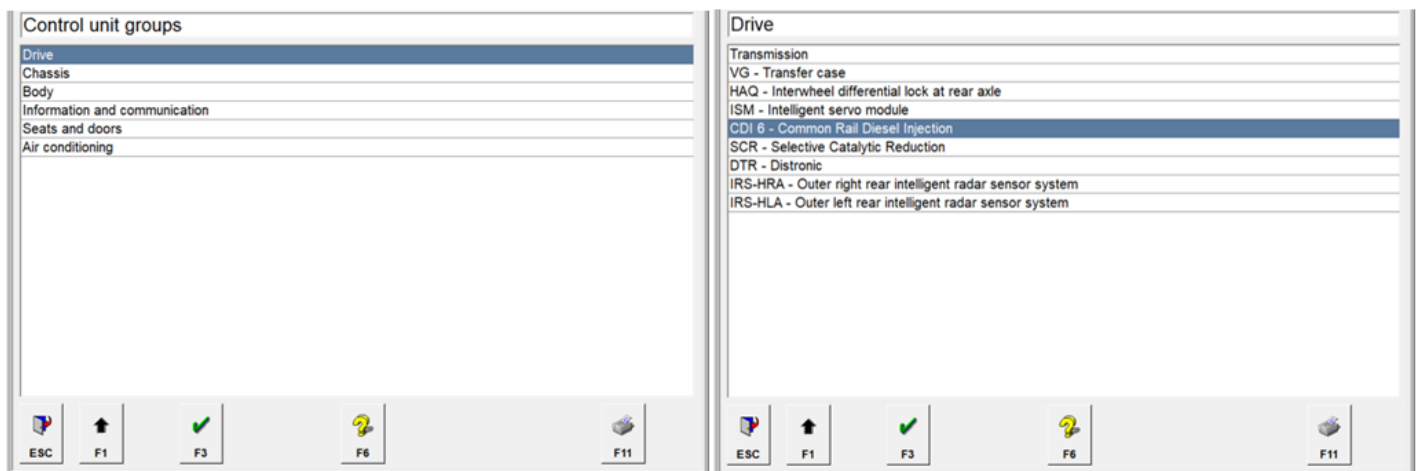 Control unit groups
Drive
Chassis
Body
Information and communication
Seats and doors
Air conditioning
ESC
F1
F3
F6
F11
Drive
Transmission
VG - Transfer case
HAQ - Interwheel differential lock at rear axle
ISM - Intelligent servo module
CDI 6 - Common Rail Diesel Injection
SCR - Selective Catalytic Reduction
DTR - Distronic
IRS-HRA - Outer right rear intelligent radar sensor system
IRS-HLA - Outer left rear intelligent radar sensor system
ESC
F1
F3
F6
F11